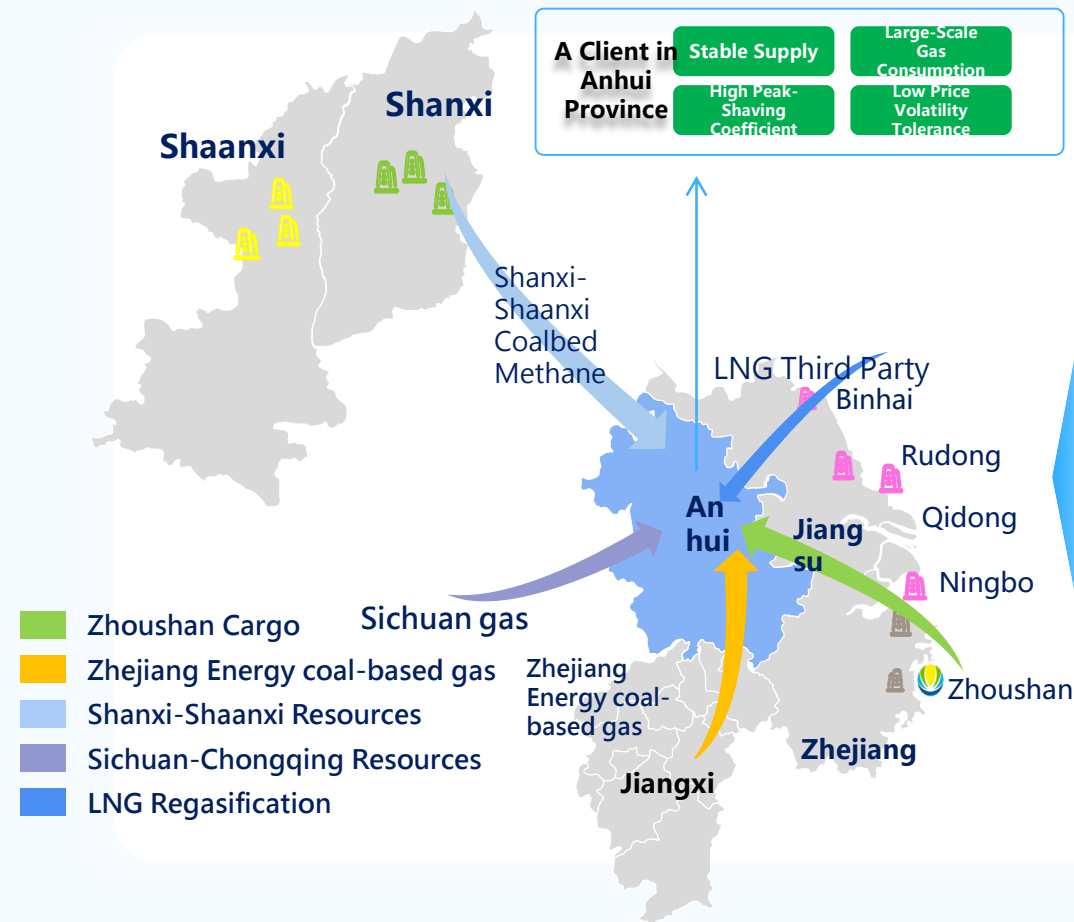 A Client in
Anhui
Province
Stable Supply
Large-Scale
Gas
Consumption
High Peak-
Shaving
Coefficient
Low Price
Volatility
Tolerance
Shanxi
Shaanxi
Shanxi-
Shaanxi
Coalbed
Methane
LNG Third Party
Binhai
Rudong
Qidong
Ningbo
Zhoushan
An
hui
Jiang
su
Sichuan gas
Zhejiang
Energy coal-
based gas
Zhejiang
Jiangxi
Zhoushan Cargo
Zhejiang Energy coal-based gas
Shanxi-Shaanxi Resources
Sichuan-Chongqing Resources
LNG Regasification